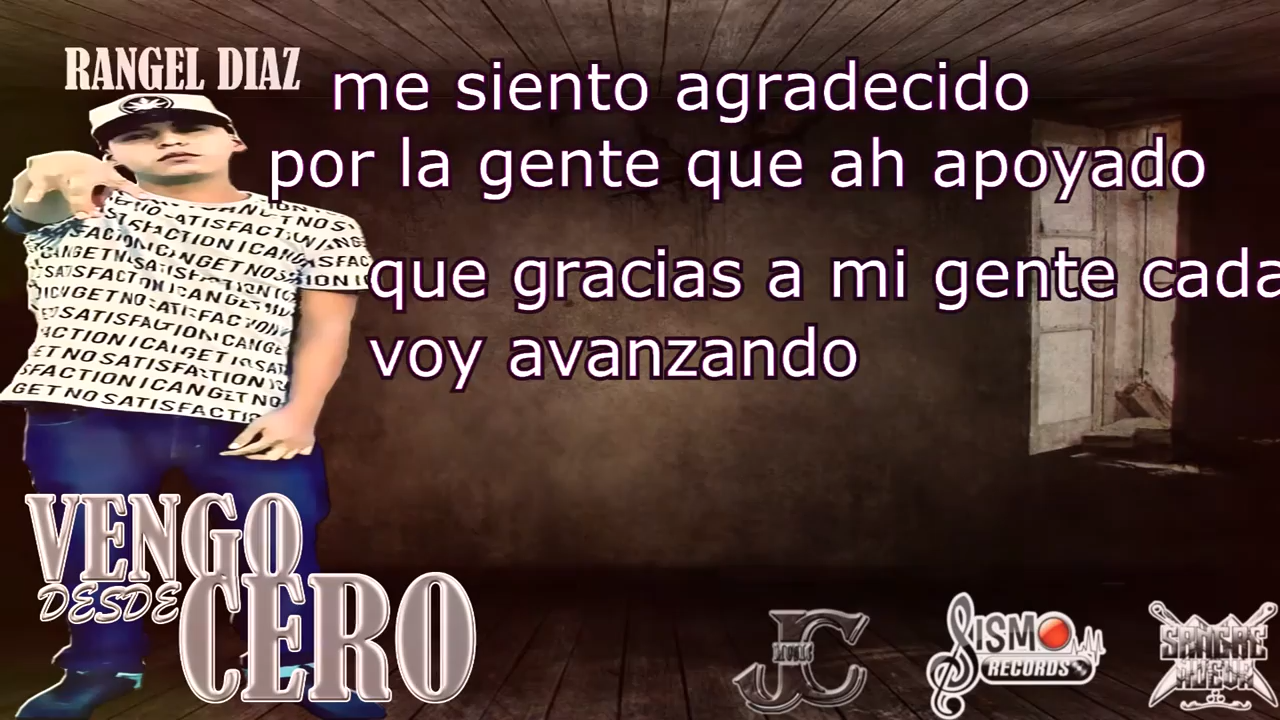 RANGEL DIAZ
me siento agradecido
por la gente que ah apoyado
que gracias a mi gente cada
voy avanzando
VENGO
DESDE
CERO
JC
SISMO
RECORDS
SANGRE
NUEVA